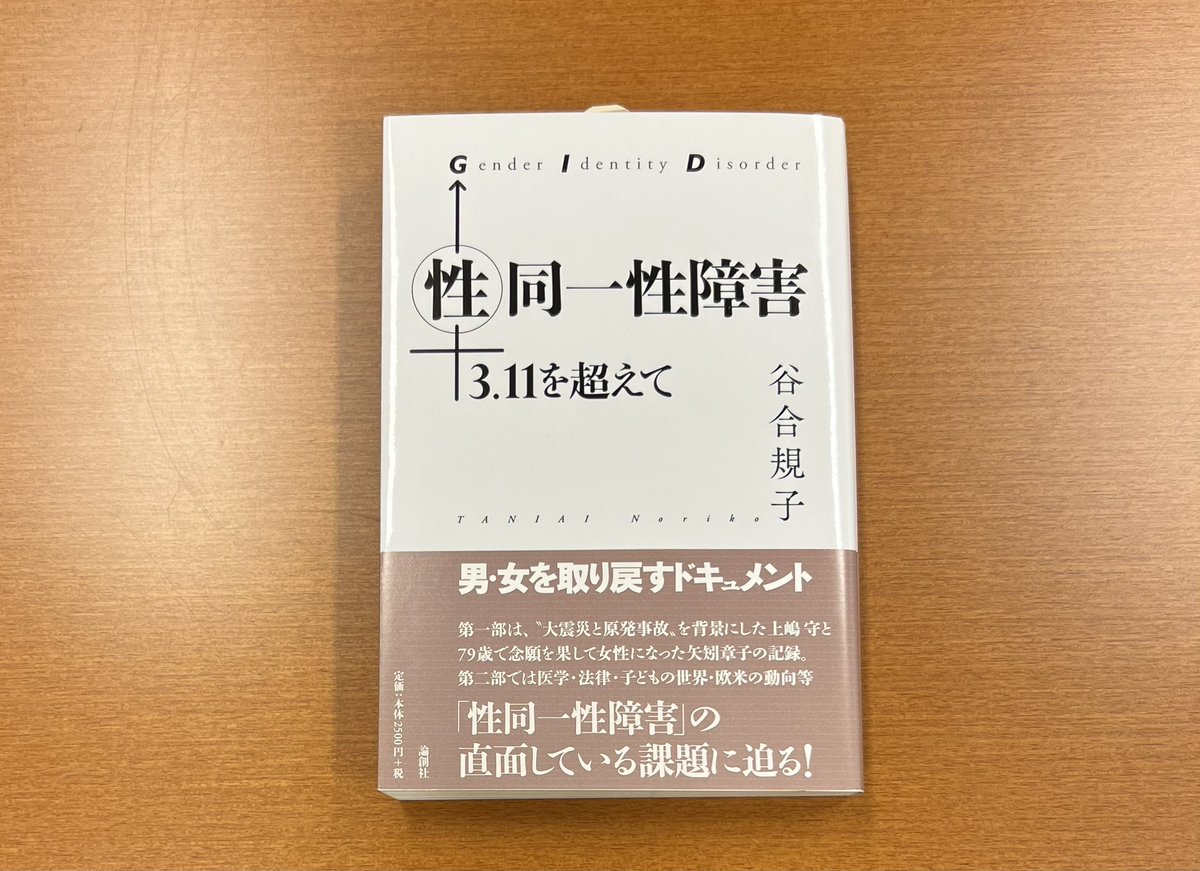 Gender Identity Disorder
性同一性障害
3.11を超えて
谷合規子
TANIAI Noriko
男・女を取り戻すドキュメント
第一部は、〝大震災と原発事故〟を背景にした上嶋守と
79歳で念願を果して女性になった矢矧章子の記録。
第二部では医学・法律・子どもの世界・欧米の動向等
「性同一性障害」の
直面している課題に迫る!
論創社
定価:本体2500円+税